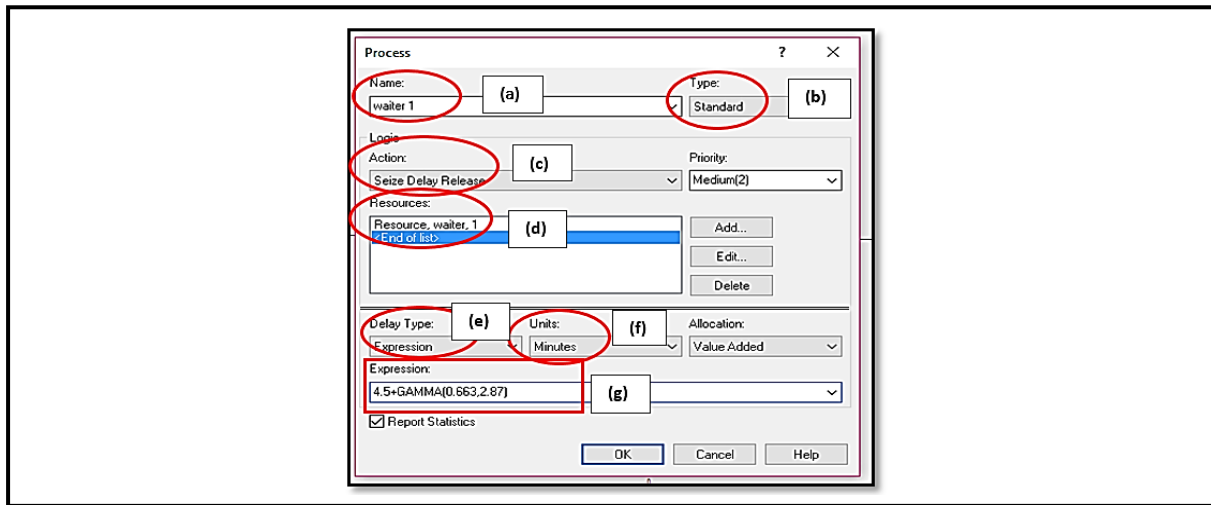 Process ? ×
Name: (a) Type: (b)
waiter 1 Standard
Logic
Action: (c) Priority:
Seize Delay Release Medium(2)
Resources:
Resource, waiter, 1 (d) Add...
<End of list>
Edit...
Delete
Delay Type: (e) Units: (f) Allocation:
Expression Minutes Value Added
Expression:
4.5+GAMMA(0.663,2.87) (g)
Report Statistics
OK Cancel Help